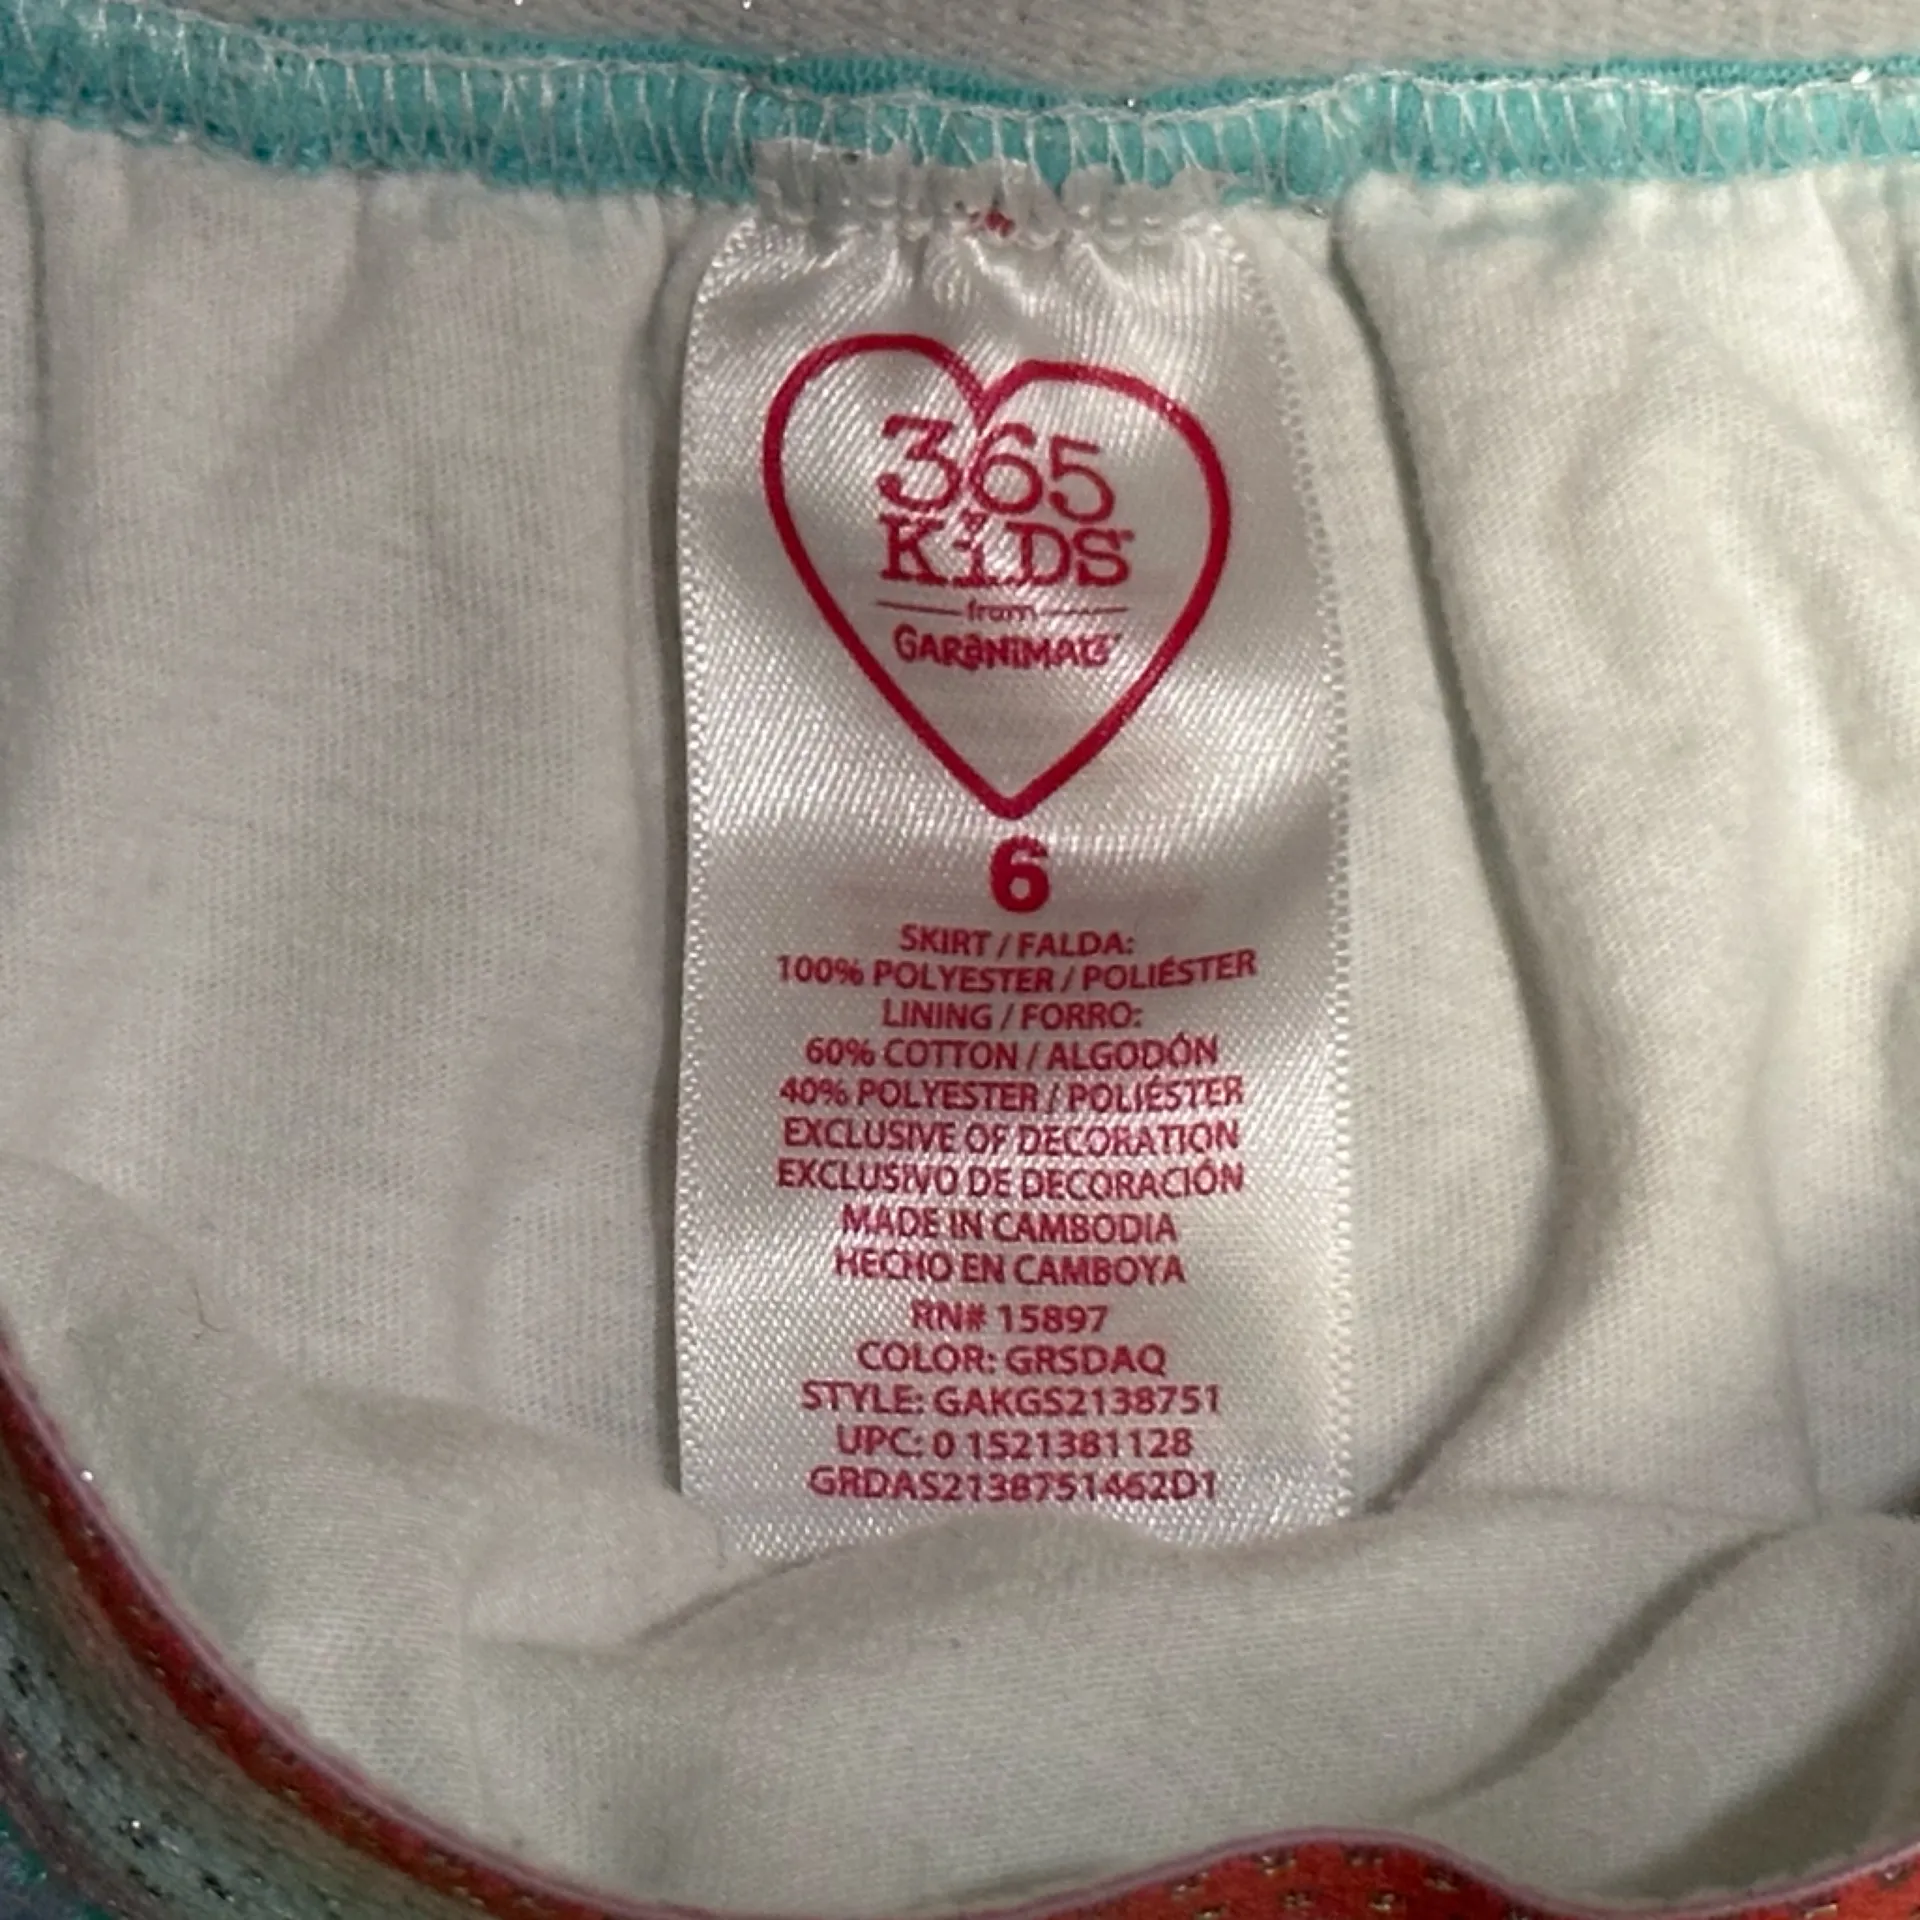 365
KiDS
from
GARaNIMALS
6
SKIRT / FALDA:
100% POLYESTER / POLIÉSTER
LINING / FORRO:
60% COTTON / ALGODÓN
40% POLYESTER / POLIÉSTER
EXCLUSIVE OF DECORATION
EXCLUSIVO DE DECORACIÓN
MADE IN CAMBODIA
HECHO EN CAMBOYA
RN# 15897
COLOR: GRSDAQ
STYLE: GAKGS2138751
UPC: 0 1521381128
GRDAS2138751462D1